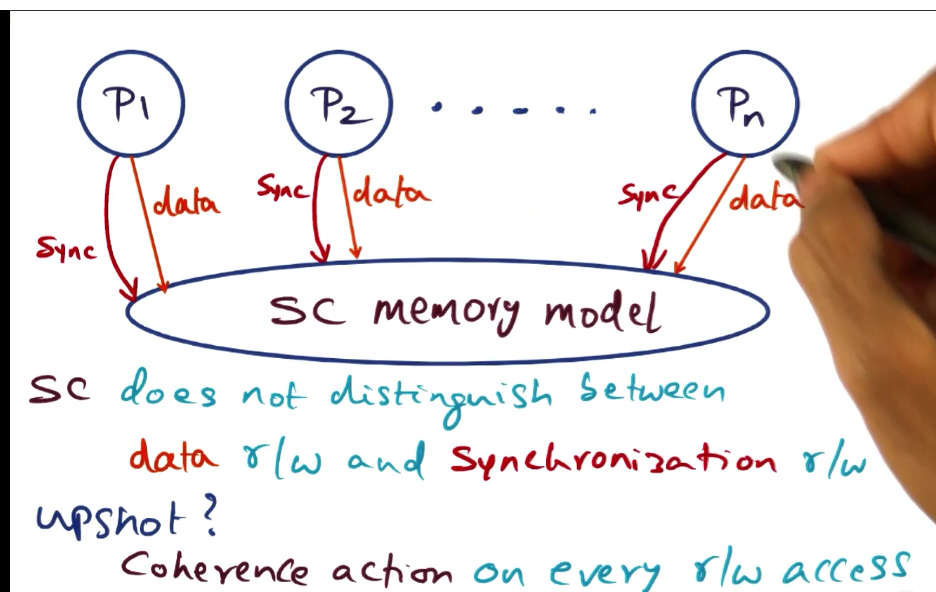 P1
P2
Pn
Sync
data
Sync
data
Sync
data
SC memory model
SC does not distinguish between
data r/w and Synchronization r/w
upshot?
Coherence action on every r/w access